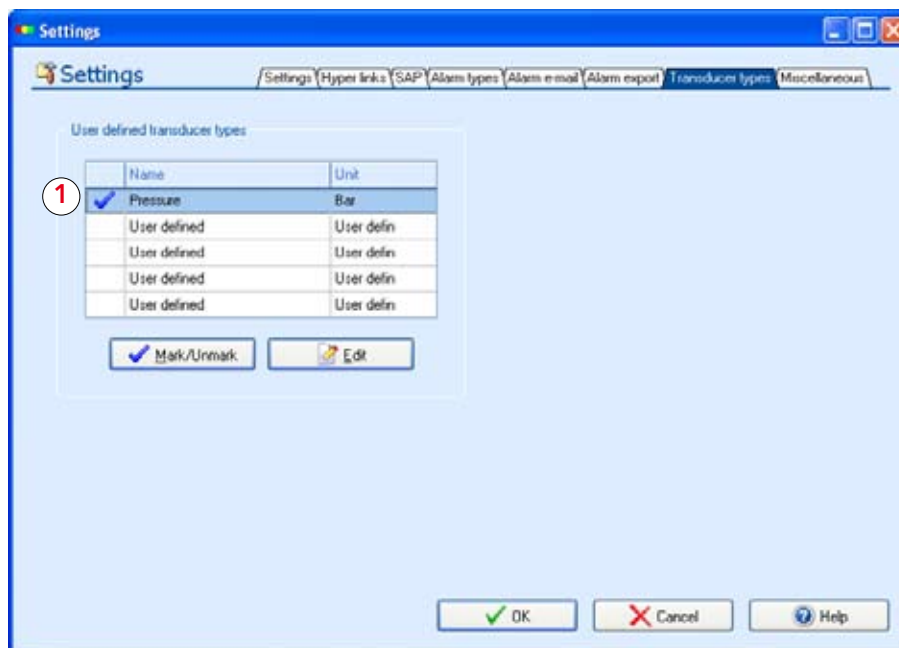 Settings
Settings
Settings Hyper links SAP Alarm types Alarm e-mail Alarm export Transducer types Miscellaneous
User defined transducer types
Name Unit
1
Pressure Bar
User defined User defin
User defined User defin
User defined User defin
User defined User defin
Mark/Unmark Edit
OK Cancel Help